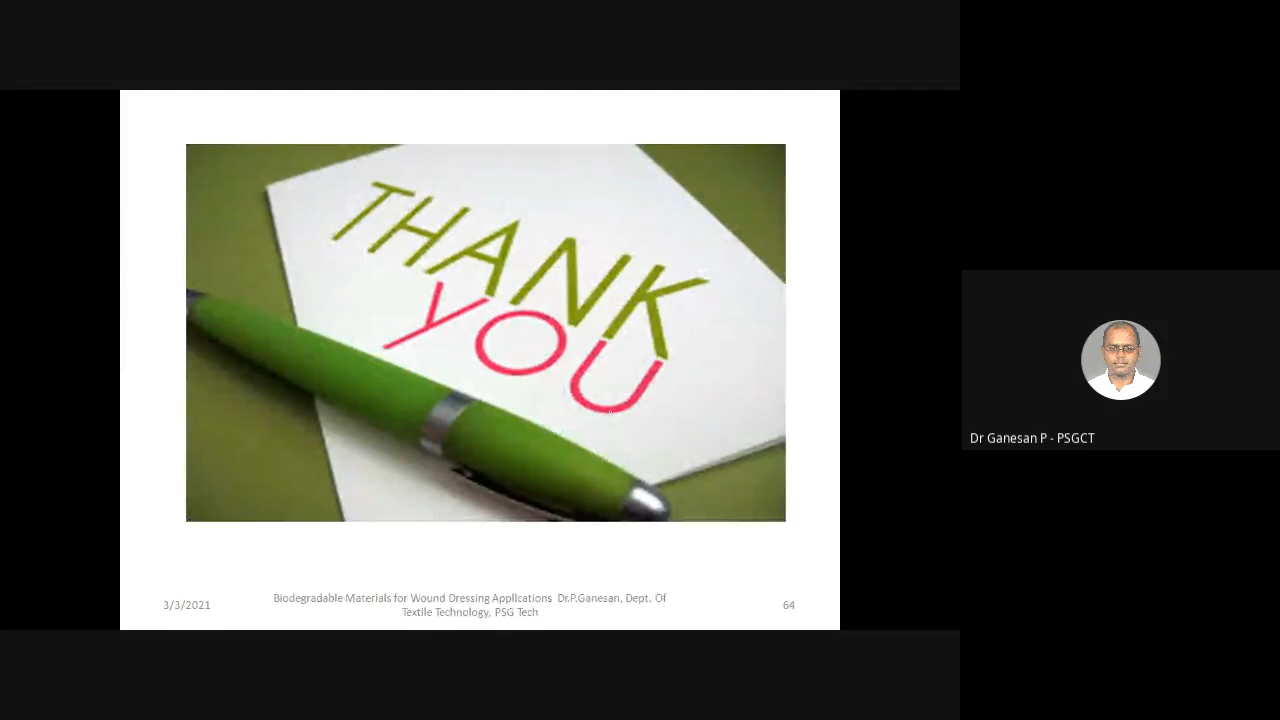 THANK
YOU
3/3/2021
Biodegradable Materials for Wound Dressing Applications Dr.P.Ganesan, Dept. Of
Textile Technology, PSG Tech
64
Dr Ganesan P - PSGCT